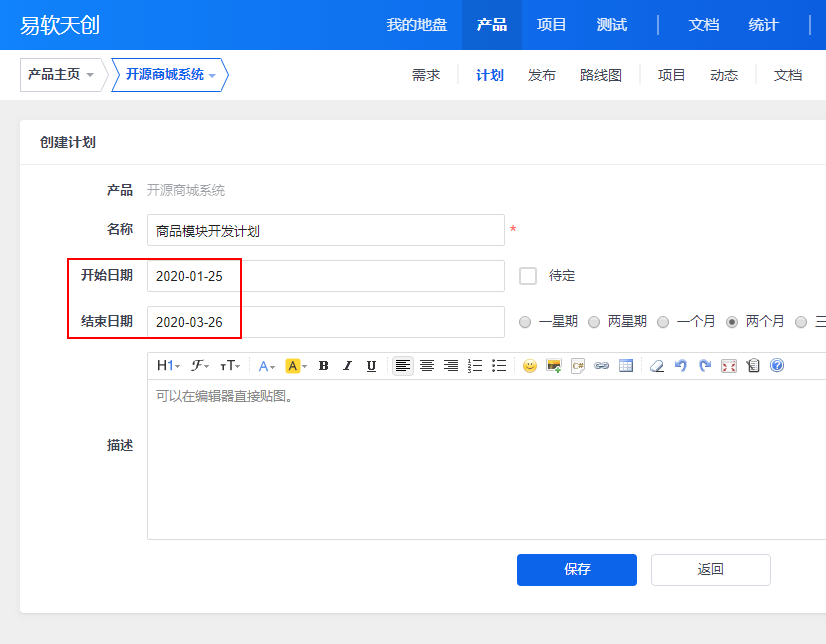 易软天创 我的地盘 产品 项目 测试 文档 统计
产品主页 开源商城系统 需求 计划 发布 路线图 项目 动态 文档
创建计划
产品 开源商城系统
名称 商品模块开发计划 *
开始日期 2020-01-25 待定
结束日期 2020-03-26 一星期 两星期 一个月 两个月 三
H1 ℱ тT A A B I U C# ?
可以在编辑器直接贴图。
描述
保存 返回